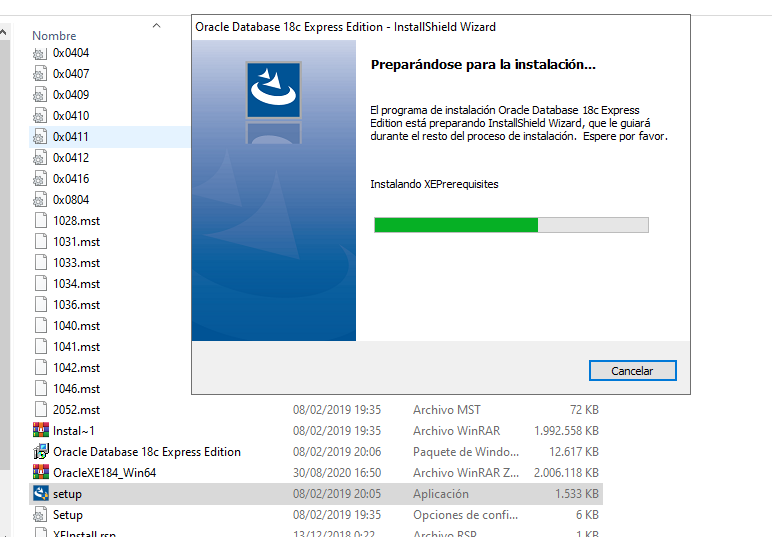 Oracle Database 18c Express Edition - InstallShield Wizard
Preparándose para la instalación...
El programa de instalación Oracle Database 18c Express
Edition está preparando InstallShield Wizard, que le guiará
durante el resto del proceso de instalación. Espere por favor.
Instalando XEPrerequisites
Cancelar
Nombre
0x0404
0x0407
0x0409
0x0410
0x0411
0x0412
0x0416
0x0804
1028.mst
1031.mst
1033.mst
1034.mst
1036.mst
1040.mst
1041.mst
1042.mst
1046.mst
2052.mst 08/02/2019 19:35 Archivo MST 72 KB
Instal~1 08/02/2019 19:35 Archivo WinRAR 1.992.558 KB
Oracle Database 18c Express Edition 08/02/2019 20:06 Paquete de Windo... 12.617 KB
OracleXE184_Win64 30/08/2020 16:50 Archivo WinRAR Z... 2.006.118 KB
setup 08/02/2019 20:05 Aplicación 1.533 KB
Setup 08/02/2019 19:35 Opciones de confi... 6 KB
XEInstall.rsp 13/12/2018 0:22 Archivo RSP 1 KB